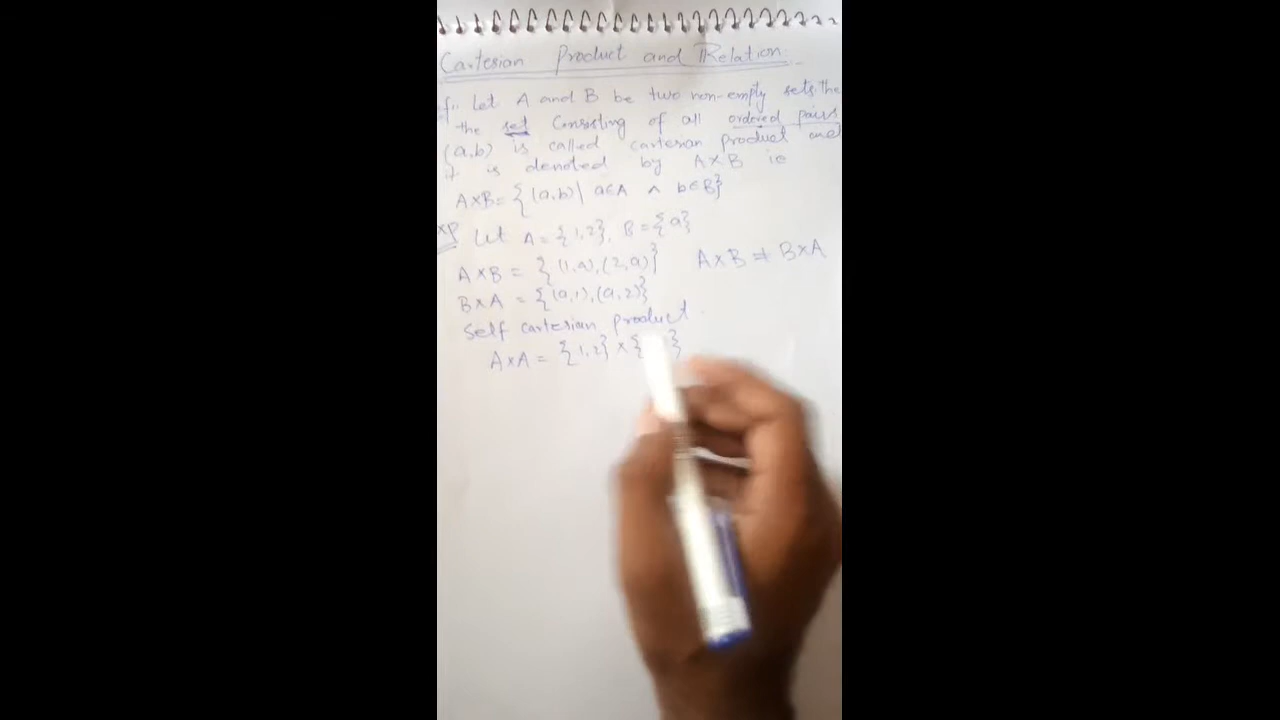 Cartesian Product and Relation:
f:. Let A and B be two non-empty sets. the
the set Consisting of all ordered pairs
(a,b) is called cartesian product and
it is denoted by A×B ie
A×B = {(a,b)| a∈A ∧ b∈B}
xp Let A = {1,2}, B = {a}
A×B = {(1,a),(2,a)} A×B ≠ B×A
B×A = {(a,1),(a,2)}
Self cartesian product.
A×A = {1,2} × { }